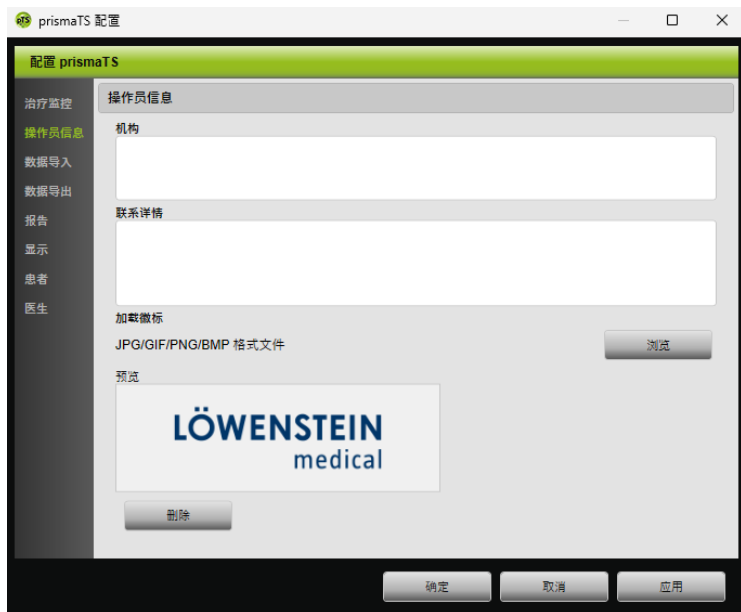 prismaTS 配置
配置 prismaTS
治疗监控
操作员信息
数据导入
数据导出
报告
显示
患者
医生
操作员信息
机构
联系详情
加载徽标
JPG/GIF/PNG/BMP 格式文件
浏览
预览
LÖWENSTEIN
medical
删除
确定
取消
应用